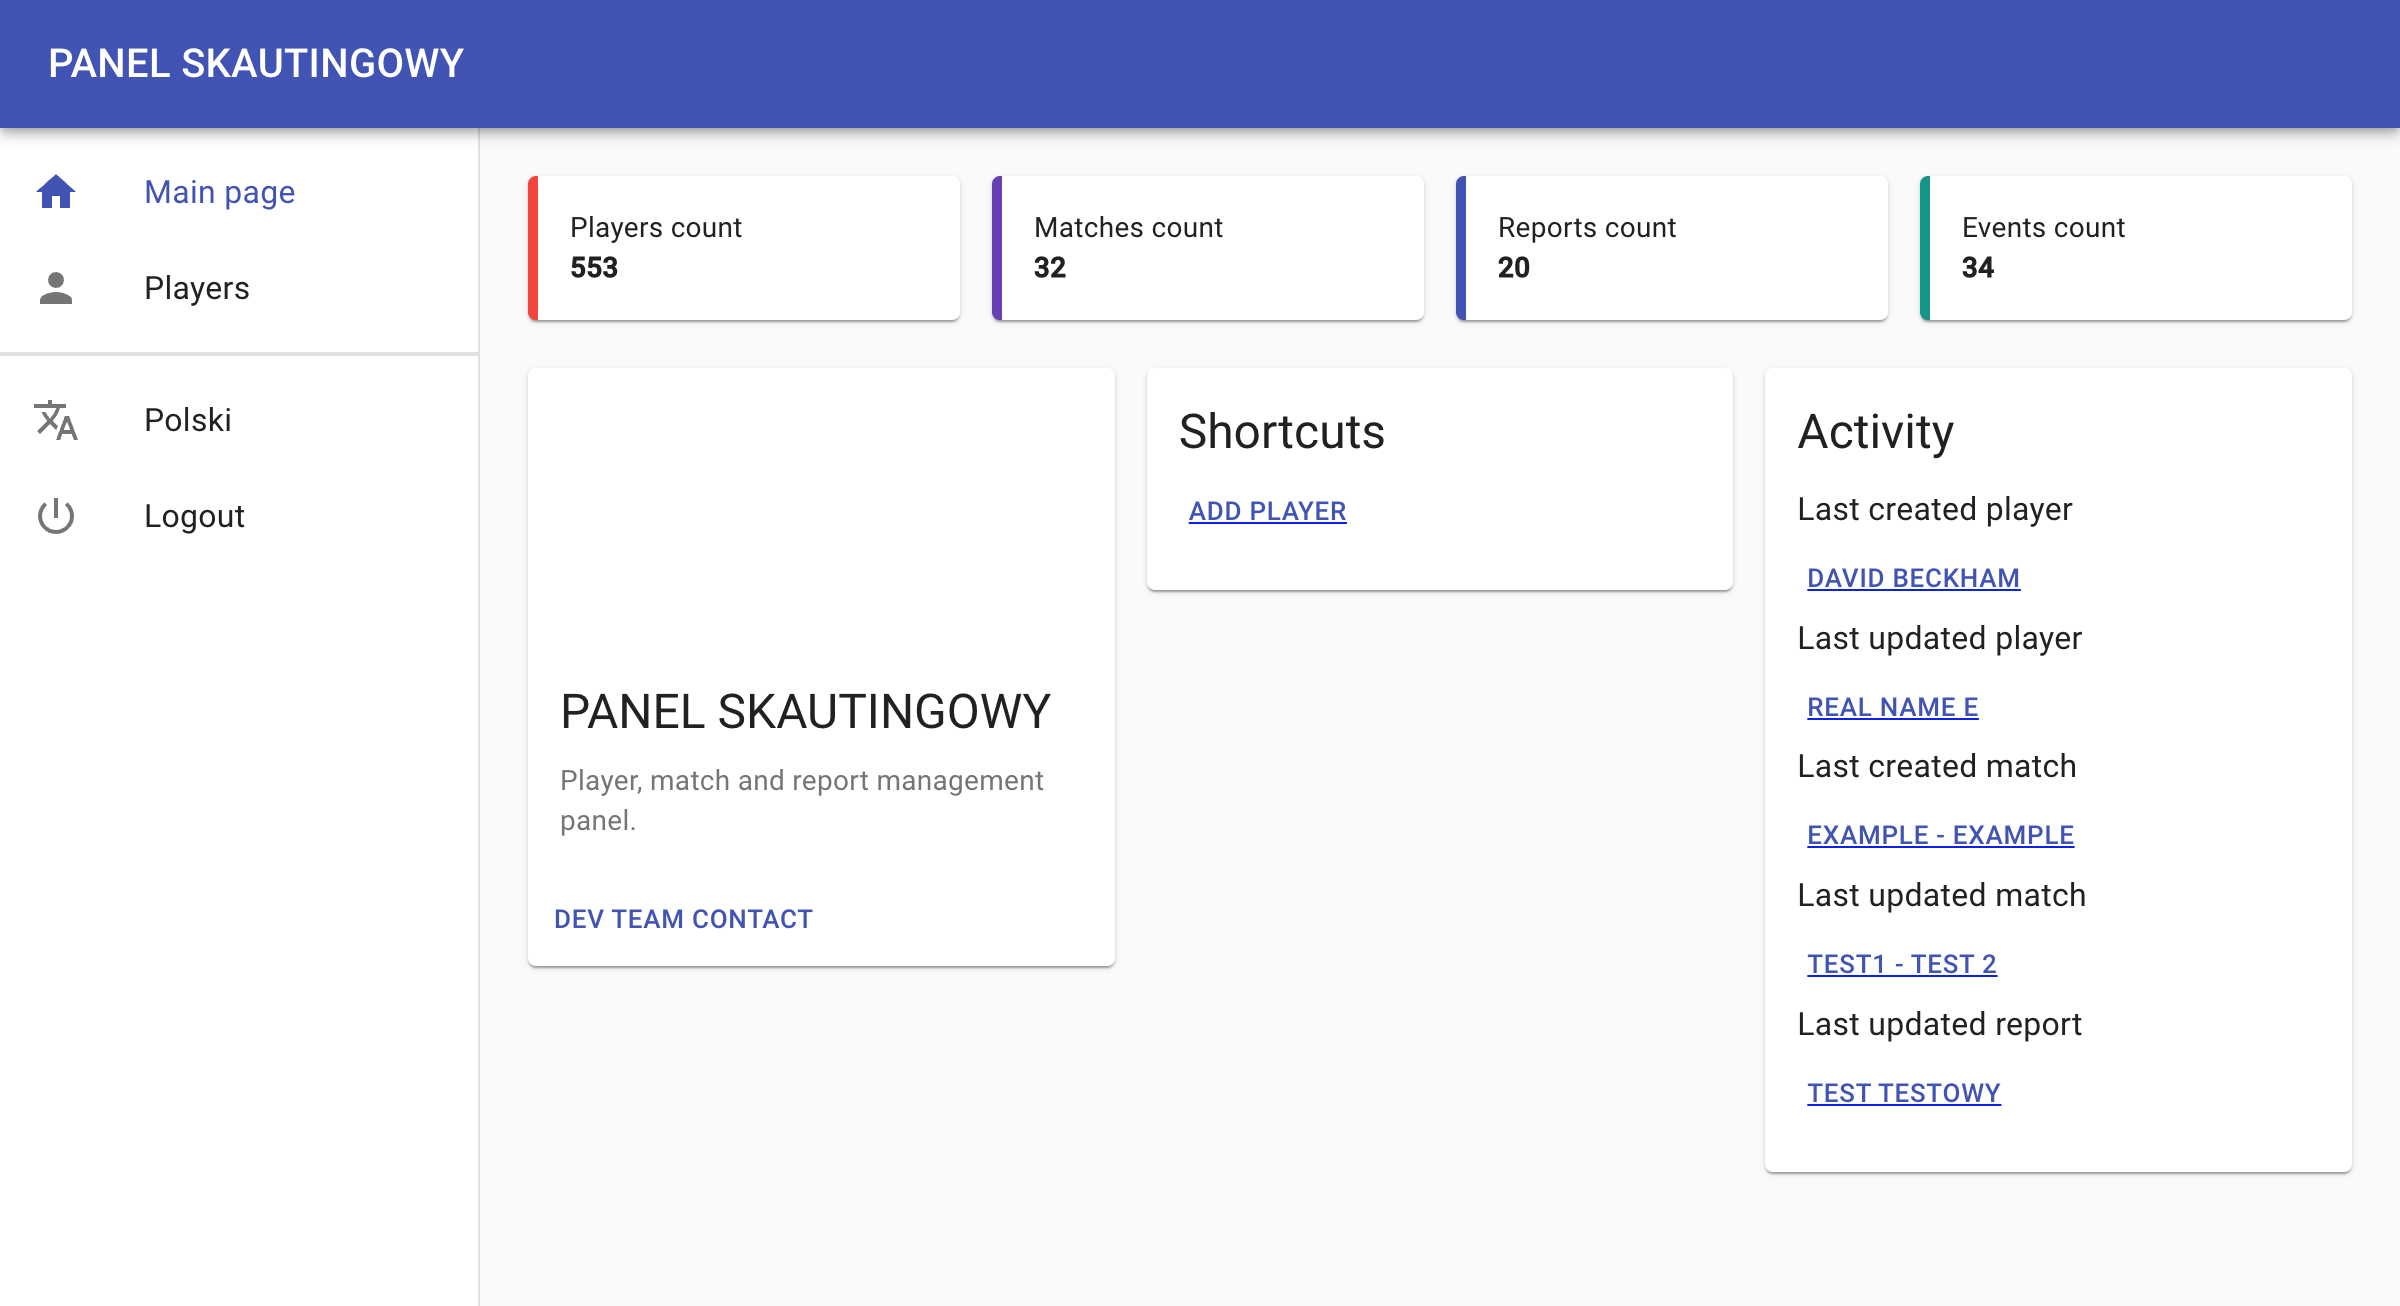 PANEL SKAUTINGOWY
Main page
Players
Polski
Logout
Players count
553
Matches count
32
Reports count
20
Events count
34
PANEL SKAUTINGOWY
Player, match and report management
panel.
DEV TEAM CONTACT
Shortcuts
ADD PLAYER
Activity
Last created player
DAVID BECKHAM
Last updated player
REAL NAME E
Last created match
EXAMPLE - EXAMPLE
Last updated match
TEST1 - TEST 2
Last updated report
TEST TESTOWY